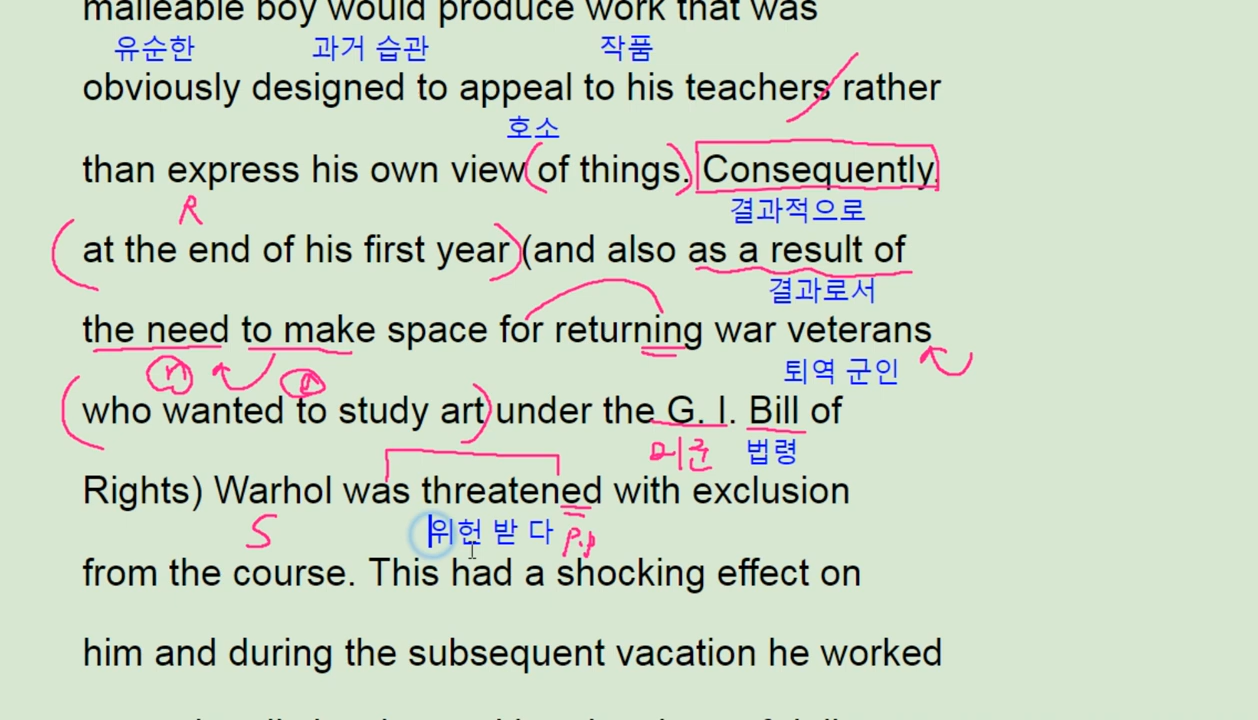 malleable boy would produce work that was
유순한 과거 습관 작품
obviously designed to appeal to his teachers rather
호소
than express his own view of things. Consequently,
R 결과적으로
at the end of his first year (and also as a result of
결과로서
the need to make space for returning war veterans
n 퇴역 군인
who wanted to study art under the G. I. Bill of
미군 법령
Rights) Warhol was threatened with exclusion
S 위헌 받 다 P.P
from the course. This had a shocking effect on
him and during the subsequent vacation he worked